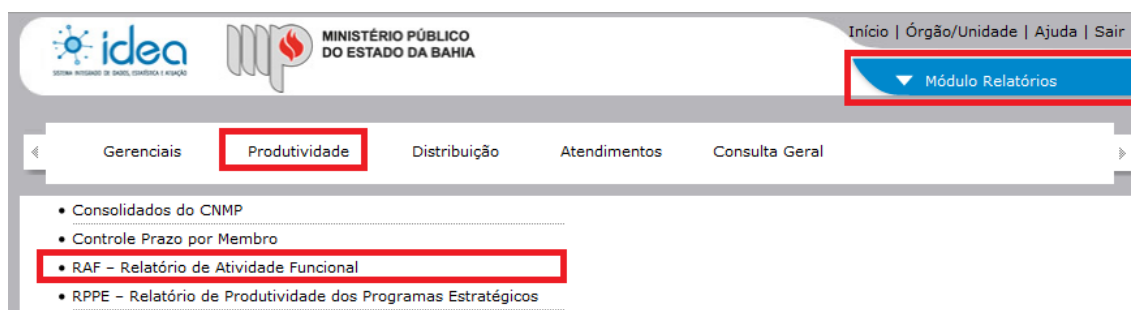 idea
SISTEMA INTEGRADO DE DADOS, ESTATÍSTICA E ATUAÇÃO
MP
MINISTÉRIO PÚBLICO
DO ESTADO DA BAHIA
Início | Órgão/Unidade | Ajuda | Sair
Módulo Relatórios
Gerenciais Produtividade Distribuição Atendimentos Consulta Geral
• Consolidados do CNMP
• Controle Prazo por Membro
• RAF – Relatório de Atividade Funcional
• RPPE – Relatório de Produtividade dos Programas Estratégicos